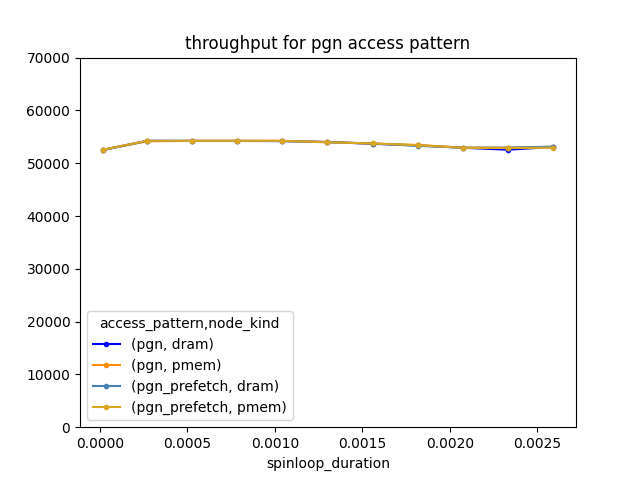 throughput for pgn access pattern
70000
60000
50000
40000
30000
20000
10000
0
access_pattern,node_kind
(pgn, dram)
(pgn, pmem)
(pgn_prefetch, dram)
(pgn_prefetch, pmem)
0.0000 0.0005 0.0010 0.0015 0.0020 0.0025
spinloop_duration